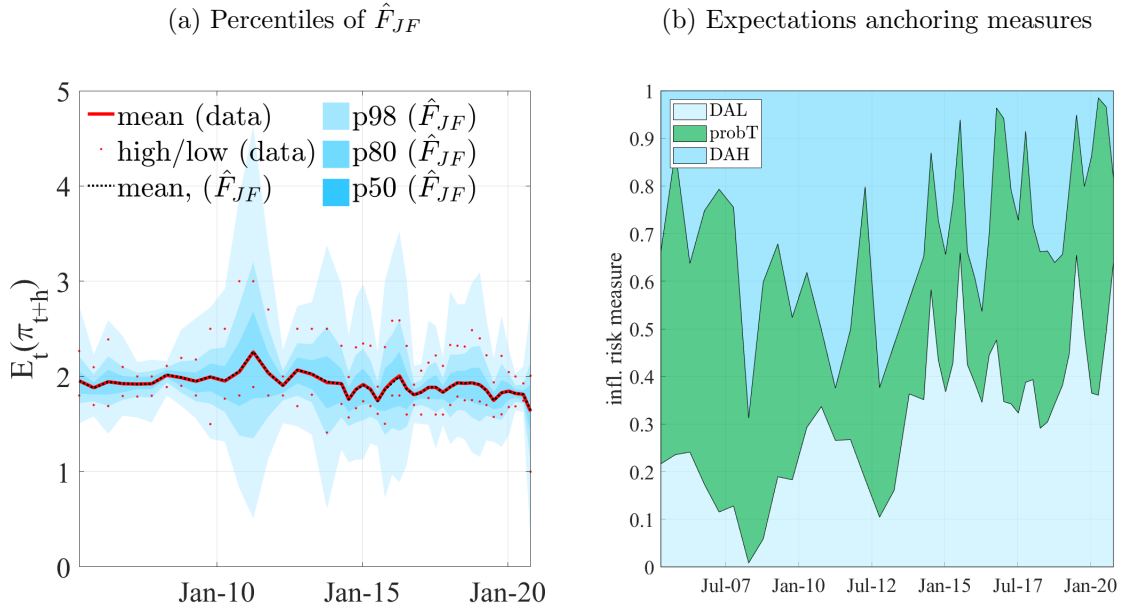 (a) Percentiles of F̂_JF
(b) Expectations anchoring measures
5
4
3
2
1
0
E_t(π_{t+h})
mean (data)
high/low (data)
mean, (F̂_JF)
p98 (F̂_JF)
p80 (F̂_JF)
p50 (F̂_JF)
Jan-10
Jan-15
Jan-20
1
0.9
0.8
0.7
0.6
0.5
0.4
0.3
0.2
0.1
0
infl. risk measure
DAL
probT
DAH
Jul-07
Jan-10
Jul-12
Jan-15
Jul-17
Jan-20